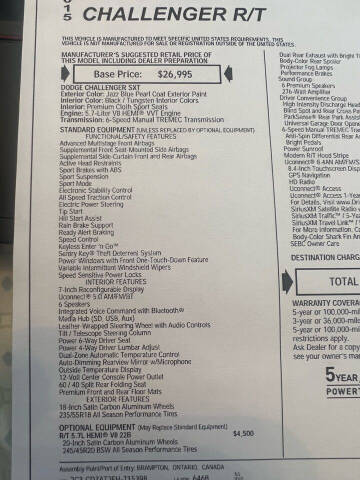 015
CHALLENGER R/T
THIS VEHICLE IS MANUFACTURED TO MEET SPECIFIC UNITED STATES REQUIREMENTS. THIS
VEHICLE IS NOT MANUFACTURED FOR SALE OR REGISTRATION OUTSIDE OF THE UNITED STATES.
MANUFACTURER'S SUGGESTED RETAIL PRICE OF
THIS MODEL INCLUDING DEALER PREPARATION
Base Price: $26,995
DODGE CHALLENGER SXT
Exterior Color: Jazz Blue Pearl Coat Exterior Paint
Interior Color: Black / Tungsten Interior Colors
Interior: Premium Cloth Sport Seats
Engine: 5.7-Liter V8 HEMI® VVT Engine
Transmission: 6-Speed Manual TREMEC Transmission
STANDARD EQUIPMENT (UNLESS REPLACED BY OPTIONAL EQUIPMENT)
FUNCTIONAL/SAFETY FEATURES
Advanced Multistage Front Airbags
Supplemental Front Seat-Mounted Side Airbags
Supplemental Side-Curtain Front and Rear Airbags
Active Head Restraints
Sport Brakes with ABS
Sport Suspension
Sport Mode
Electronic Stability Control
All Speed Traction Control
Electric Power Steering
Tip Start
Hill Start Assist
Rain Brake Support
Ready Alert Braking
Speed Control
Keyless Enter 'n Go™
Sentry Key® Theft Deterrent System
Power Windows with Front One-Touch-Down Feature
Variable Intermittent Windshield Wipers
Speed Sensitive Power Locks
INTERIOR FEATURES
7-Inch Reconfigurable Display
Uconnect® 5.0 AM/FM/BT
6 Speakers
Integrated Voice Command with Bluetooth®
Media Hub (SD, USB, Aux)
Leather-Wrapped Steering Wheel with Audio Controls
Tilt / Telescope Steering Column
Power 6-Way Driver Seat
Power 4-Way Driver Lumbar Adjust
Dual-Zone Automatic Temperature Control
Auto-Dimming Rearview Mirror w/Microphone
Outside Temperature Display
12-Volt Center Console Power Outlet
60 / 40 Split Rear Folding Seat
Premium Front and Rear Floor Mats
EXTERIOR FEATURES
18-Inch Satin Carbon Aluminum Wheels
235/55R18 All Season Performance Tires
OPTIONAL EQUIPMENT (May Replace Standard Equipment)
R/T 5.7L HEMI® V8 22B $4,500
20-Inch Satin Carbon Aluminum Wheels
245/45R20 BSW All Season Performance Tires
Assembly Point/Port of Entry: BRAMPTON, ONTARIO, CANADA
Dual Rear Exhaust with Bright
Body-Color Rear Spoiler
Projector Fog Lamps
Performance Brakes
Sound Group
6 Premium Speakers
276-Watt Amplifier
Driver Convenience Group
High Intensity Discharge Head
Blind Spot and Rear Cross
ParkSense® Rear Park Assist
Universal Garage Door
6-Speed Manual TREMEC
Anti-Spin Differential Rear
Bright Pedals
Power Sunroof
Modern R/T Hood Stripe
Uconnect® 8.4AN AM/FM/
8.4-Inch Touchscreen
GPS Navigation
HD Radio
Uconnect® Access
Uconnect® Access 1-Year
For Details, Visit www.
SiriusXM Satellite Radio
SiriusXM Traffic™ / 5-
SiriusXM Travel Link™ /
For More Information,
Body-Color Shark Fin
SEBC Owner Care
DESTINATION CHARG
TOTAL
WARRANTY COVERA
5-year or 100,000-mile
3-year or 36,000-mile
5-year or 100,000-mi
restrictions apply.
Ask Dealer for a copy
see your owner's ma
5 YEAR
POWER